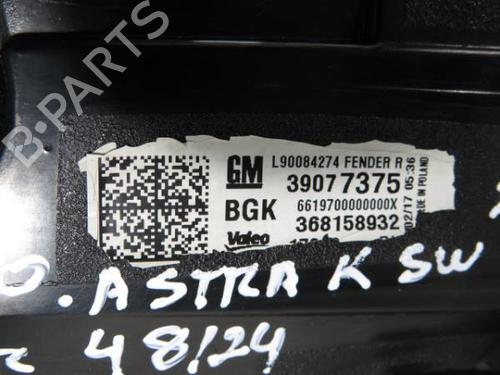 B-PARTS
GM L90084274 FENDER R
39077375
BGK 6619700000000X
368158932
Valeo
02/17 05:36
MADE IN POLAND
O. ASTRA K SW
48/24